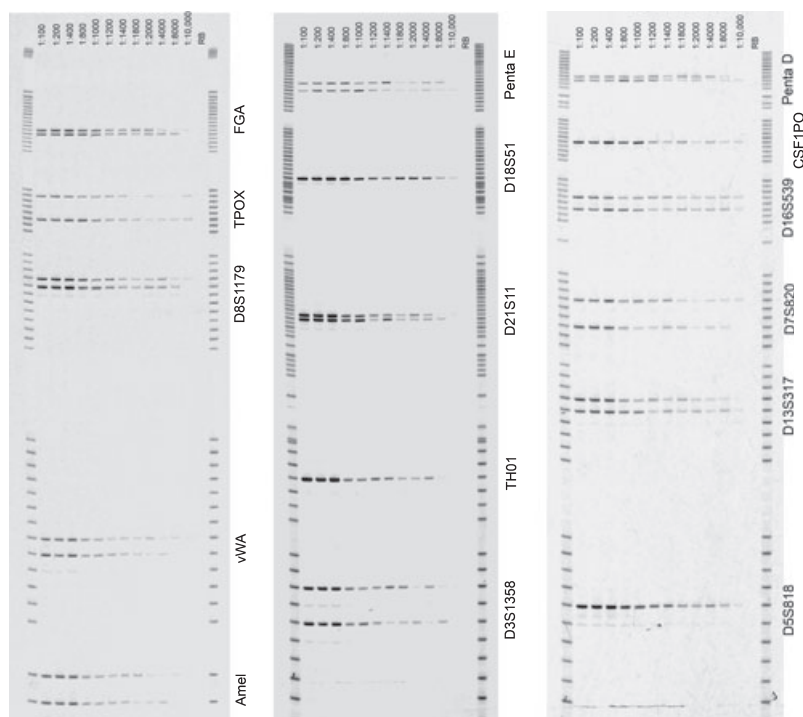 1:100
1:200
1:400
1:800
1:1000
1:1200
1:1400
1:1800
1:2000
1:4000
1:8000
1:10,000
RB
FGA
TPOX
D8S1179
vWA
Amel
1:100
1:200
1:400
1:800
1:1000
1:1200
1:1400
1:1800
1:2000
1:4000
1:8000
1:10,000
RB
Penta E
D18S51
D21S11
TH01
D3S1358
1:100
1:200
1:400
1:800
1:1000
1:1200
1:1400
1:1800
1:2000
1:4000
1:8000
1:10,000
RB
Penta D
CSF1PO
D16S539
D7S820
D13S317
D5S818